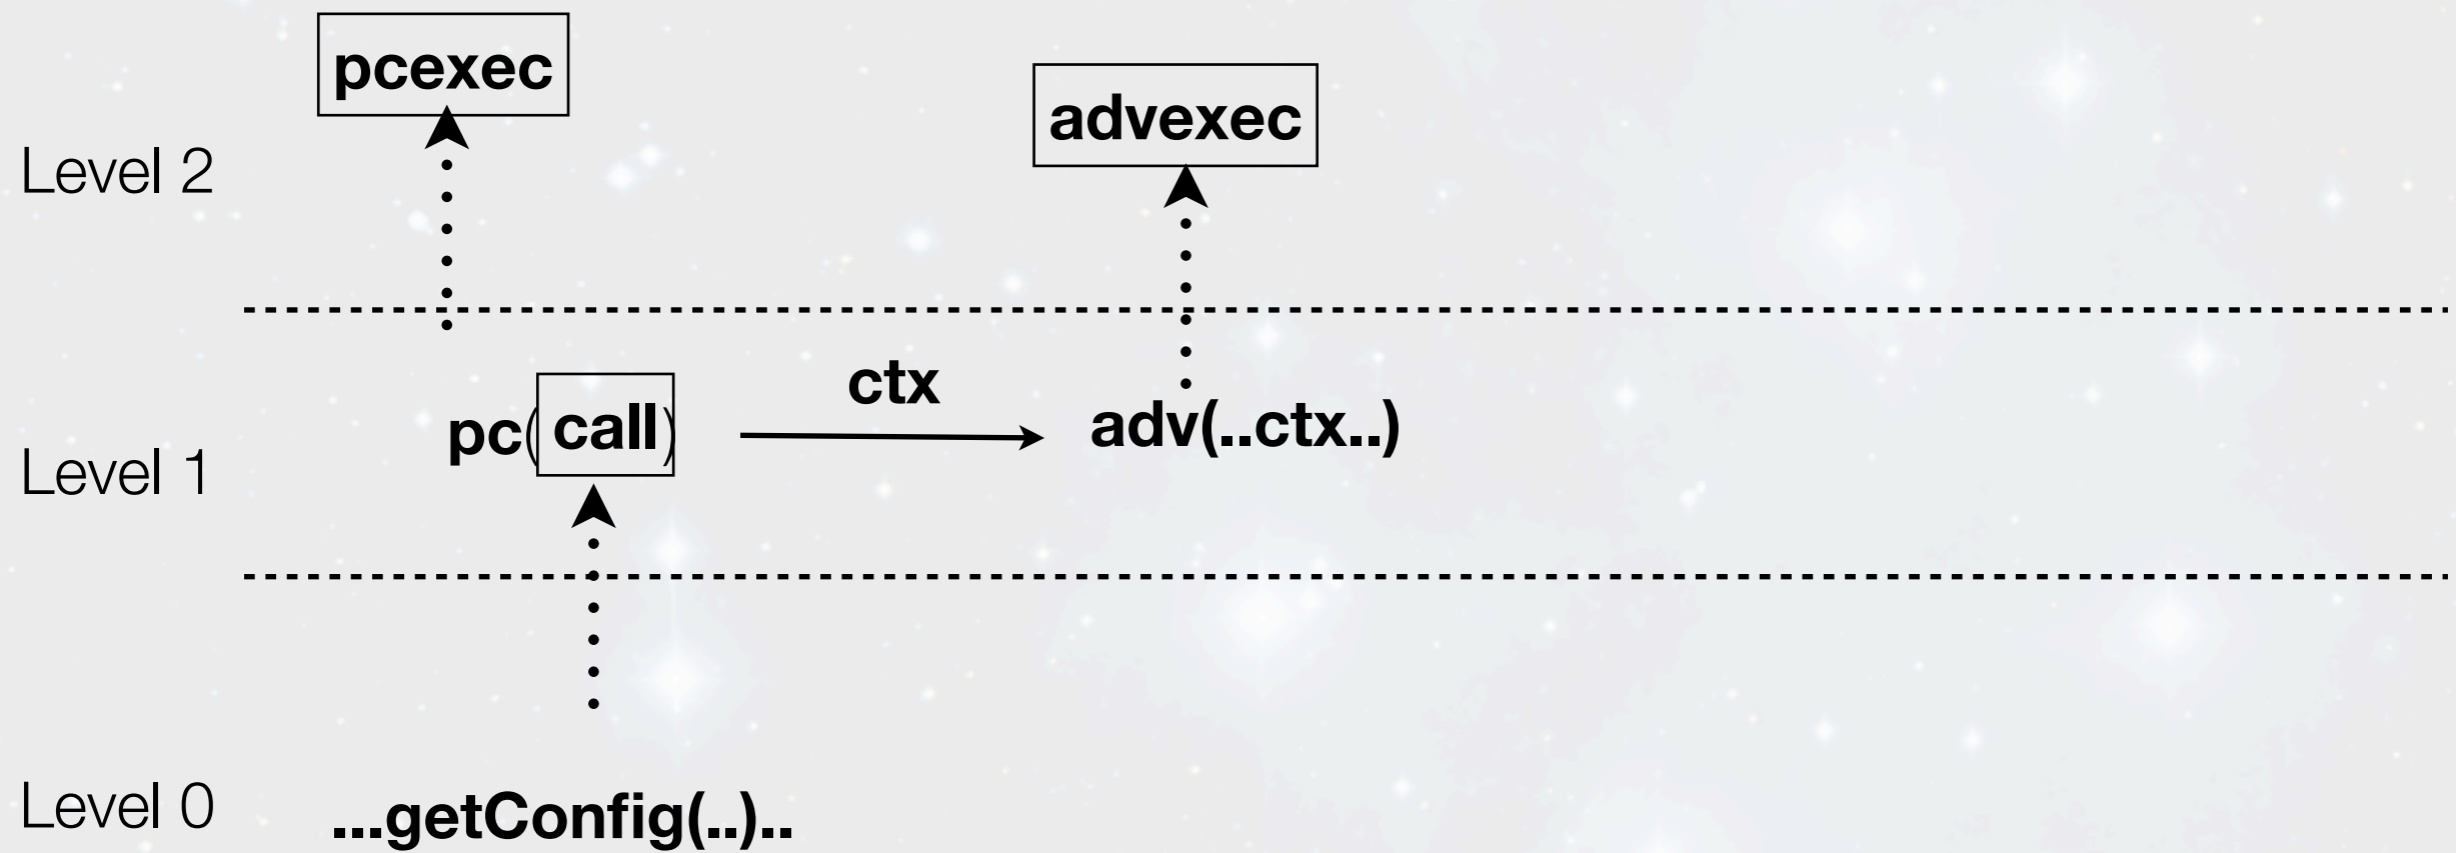 pcexec
advexec
Level 2
ctx
pc(call)
adv(..ctx..)
Level 1
Level 0
...getConfig(..)..